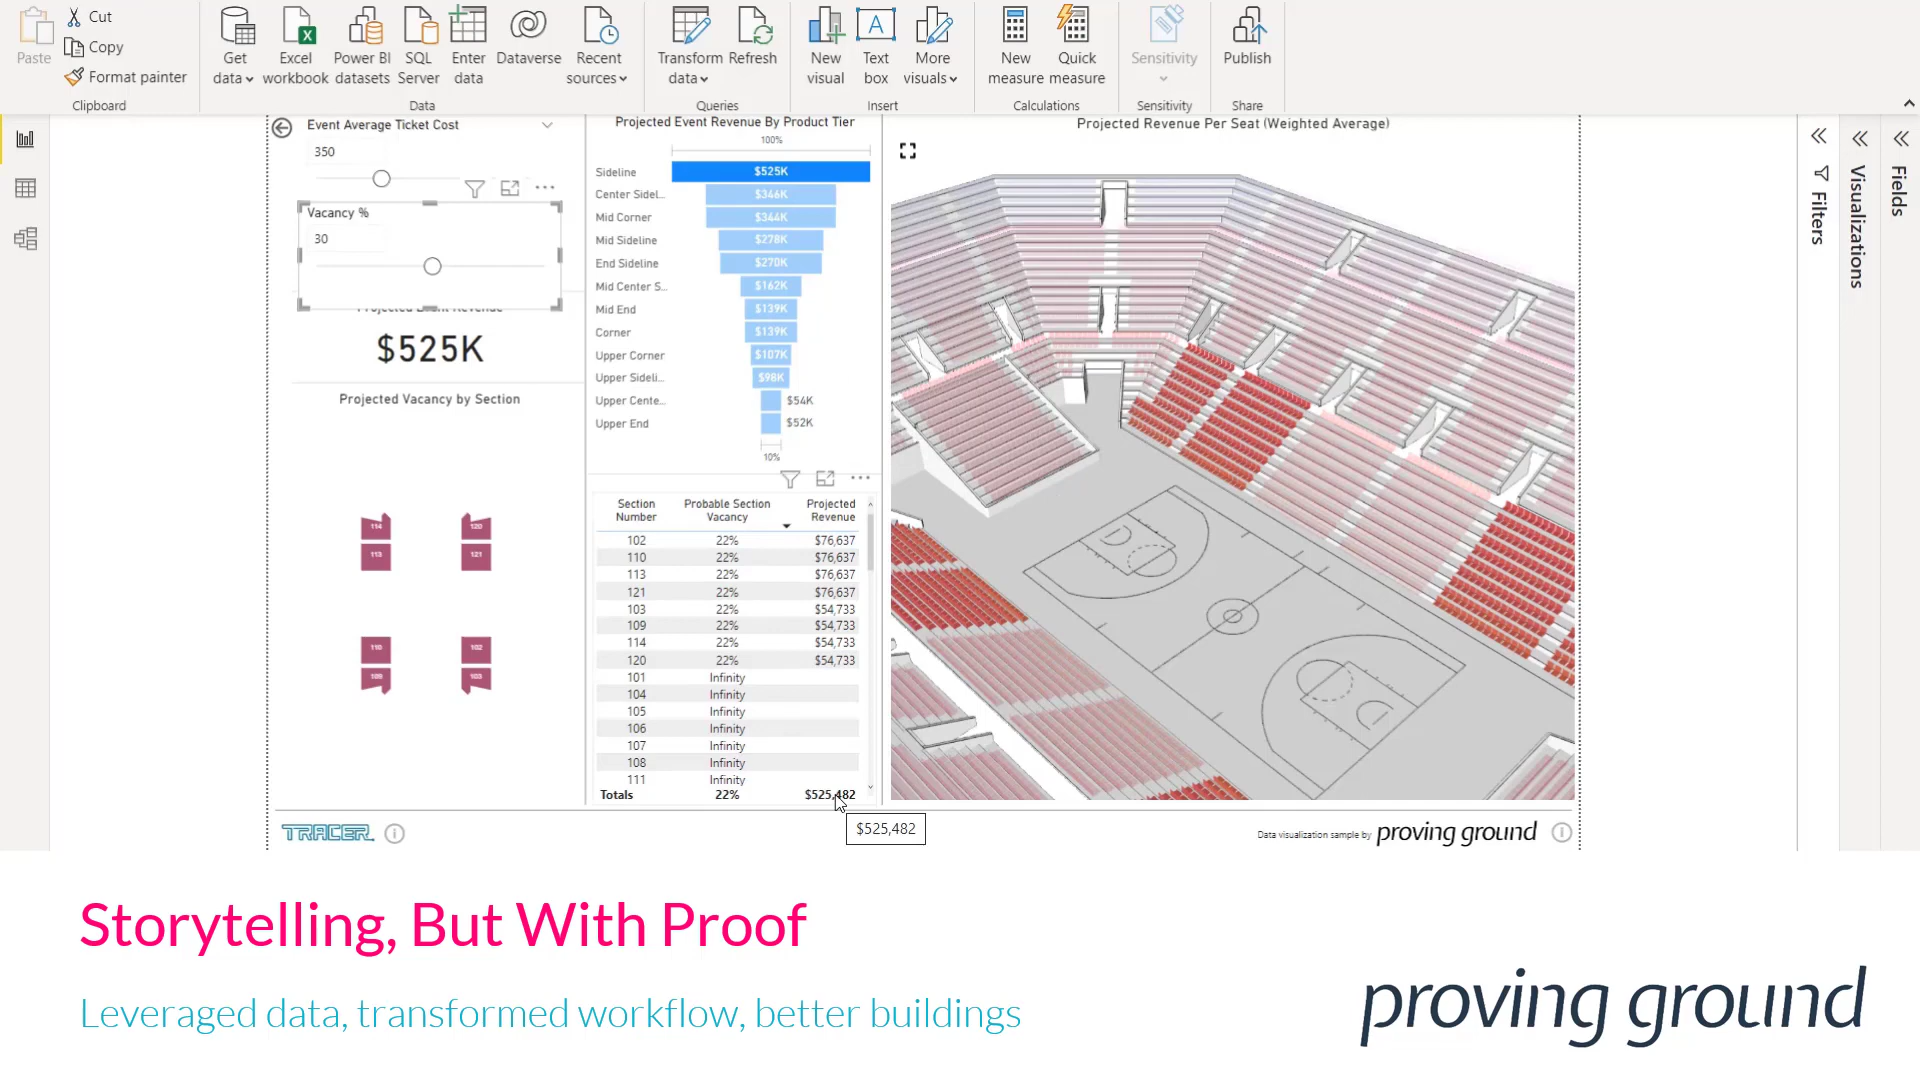 Paste
Cut
Copy
Format painter
Clipboard
Get data
Excel workbook
Power BI datasets
SQL Server
Enter data
Dataverse
Recent sources
Data
Transform data
Refresh
Queries
New visual
Text box
More visuals
Insert
New measure
Quick measure
Calculations
Sensitivity
Sensitivity
Publish
Share
Event Average Ticket Cost
350
Vacancy %
30
$525K
Projected Vacancy by Section
114
120
113
121
110
102
109
103
Projected Event Revenue By Product Tier
100%
Sideline $525K
Center Sidel... $346K
Mid Corner $344K
Mid Sideline $278K
End Sideline $270K
Mid Center S... $162K
Mid End $139K
Corner $139K
Upper Corner $107K
Upper Sideli... $98K
Upper Cente... $54K
Upper End $52K
10%
Section Number Probable Section Vacancy Projected Revenue
102 22% $76,637
110 22% $76,637
113 22% $76,637
121 22% $76,637
103 22% $54,733
109 22% $54,733
114 22% $54,733
120 22% $54,733
101 Infinity
104 Infinity
105 Infinity
106 Infinity
107 Infinity
108 Infinity
111 Infinity
Totals 22% $525,482
$525,482
Projected Revenue Per Seat (Weighted Average)
Filters
Visualizations
Fields
TRACER
Data visualization sample by proving ground
Storytelling, But With Proof
Leveraged data, transformed workflow, better buildings
proving ground